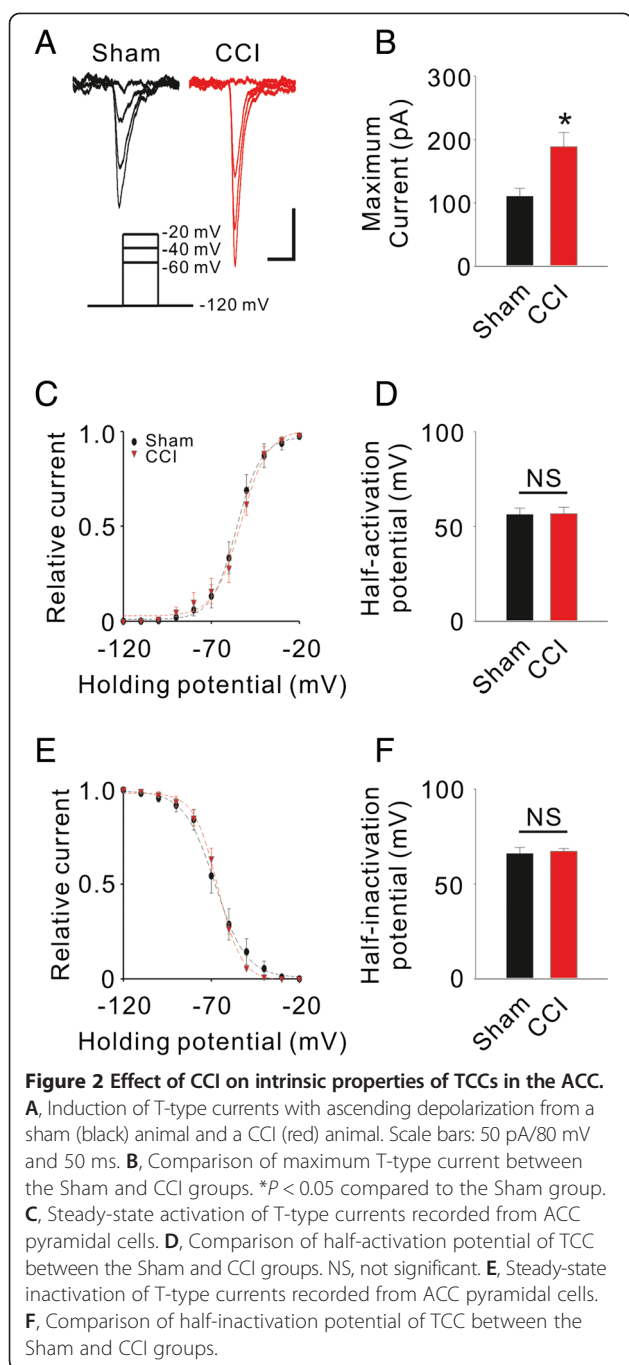 A
Sham CCI
-20 mV
-40 mV
-60 mV
-120 mV
B
Maximum
Current (pA)
300
200
100
0
*
Sham
CCI
C
Relative current
1.0
0.5
0
Sham
CCI
-120 -70 -20
Holding potential (mV)
D
Half-activation
potential (mV)
100
50
0
NS
Sham
CCI
E
Relative current
1.0
0.5
0
-120 -70 -20
Holding potential (mV)
F
Half-inactivation
potential (mV)
100
50
0
NS
Sham
CCI
Figure 2 Effect of CCI on intrinsic properties of TCCs in the ACC.
A, Induction of T-type currents with ascending depolarization from a
sham (black) animal and a CCI (red) animal. Scale bars: 50 pA/80 mV
and 50 ms. B, Comparison of maximum T-type current between
the Sham and CCI groups. *P < 0.05 compared to the Sham group.
C, Steady-state activation of T-type currents recorded from ACC
pyramidal cells. D, Comparison of half-activation potential of TCC
between the Sham and CCI groups. NS, not significant. E, Steady-state
inactivation of T-type currents recorded from ACC pyramidal cells.
F, Comparison of half-inactivation potential of TCC between the
Sham and CCI groups.